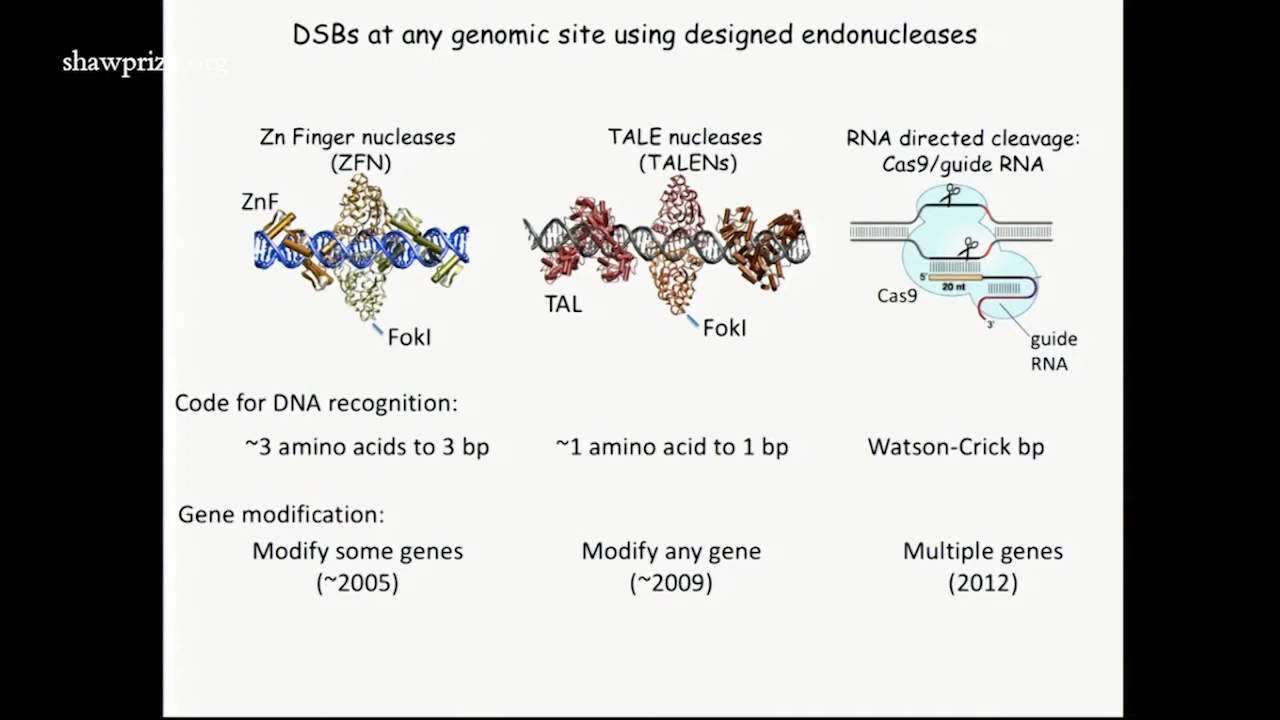 DSBs at any genomic site using designed endonucleases
shawprize.org
Zn Finger nucleases
(ZFN)
TALE nucleases
(TALENs)
RNA directed cleavage:
Cas9/guide RNA
ZnF
FokI
TAL
FokI
5'
20 nt
Cas9
3'
guide
RNA
Code for DNA recognition:
~3 amino acids to 3 bp
~1 amino acid to 1 bp
Watson-Crick bp
Gene modification:
Modify some genes
(~2005)
Modify any gene
(~2009)
Multiple genes
(2012)